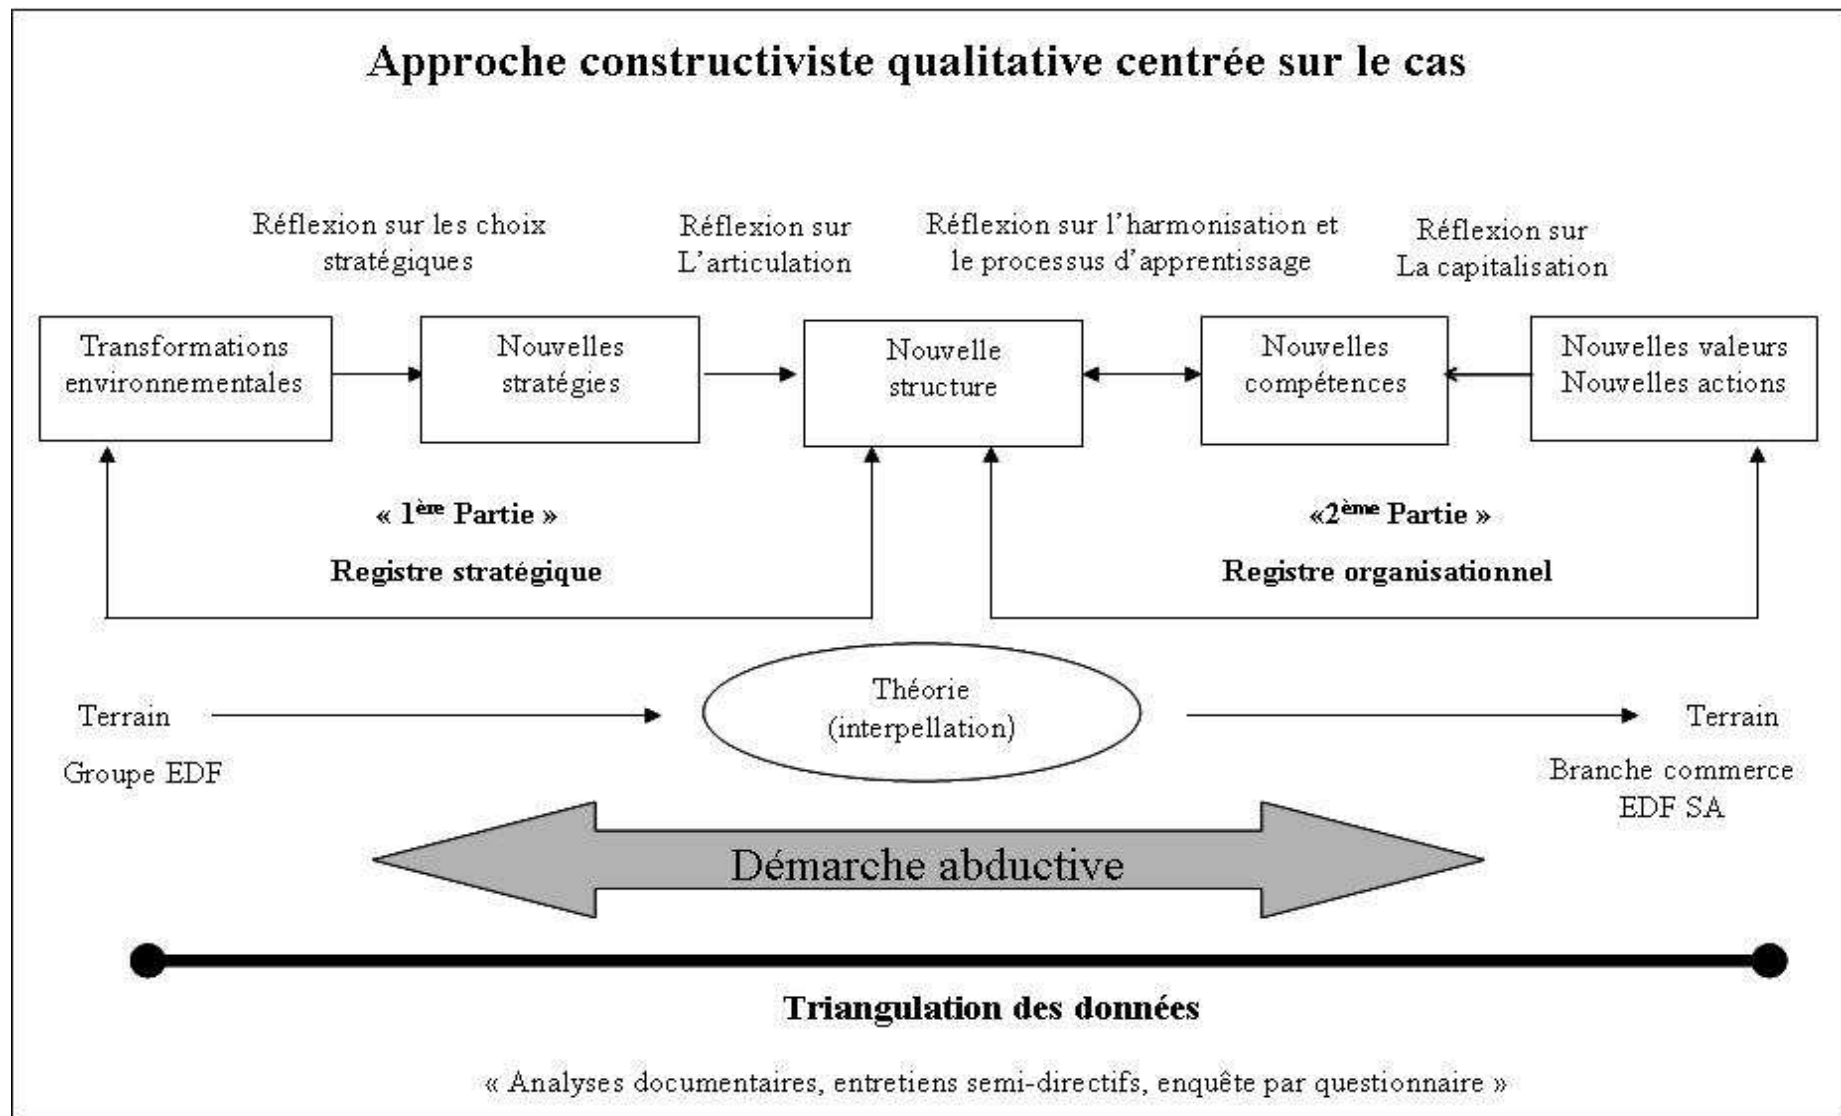 Approche constructiviste qualitative centrée sur le cas
Réflexion sur les choix
stratégiques
Réflexion sur
L'articulation
Réflexion sur l'harmonisation et
le processus d'apprentissage
Réflexion sur
La capitalisation
Transformations
environnementales
Nouvelles
stratégies
Nouvelle
structure
Nouvelles
compétences
Nouvelles valeurs
Nouvelles actions
« 1ère Partie »
Registre stratégique
«2ème Partie »
Registre organisationnel
Terrain
Groupe EDF
Théorie
(interpellation)
Terrain
Branche commerce
EDF SA
Démarche abductive
Triangulation des données
« Analyses documentaires, entretiens semi-directifs, enquête par questionnaire »